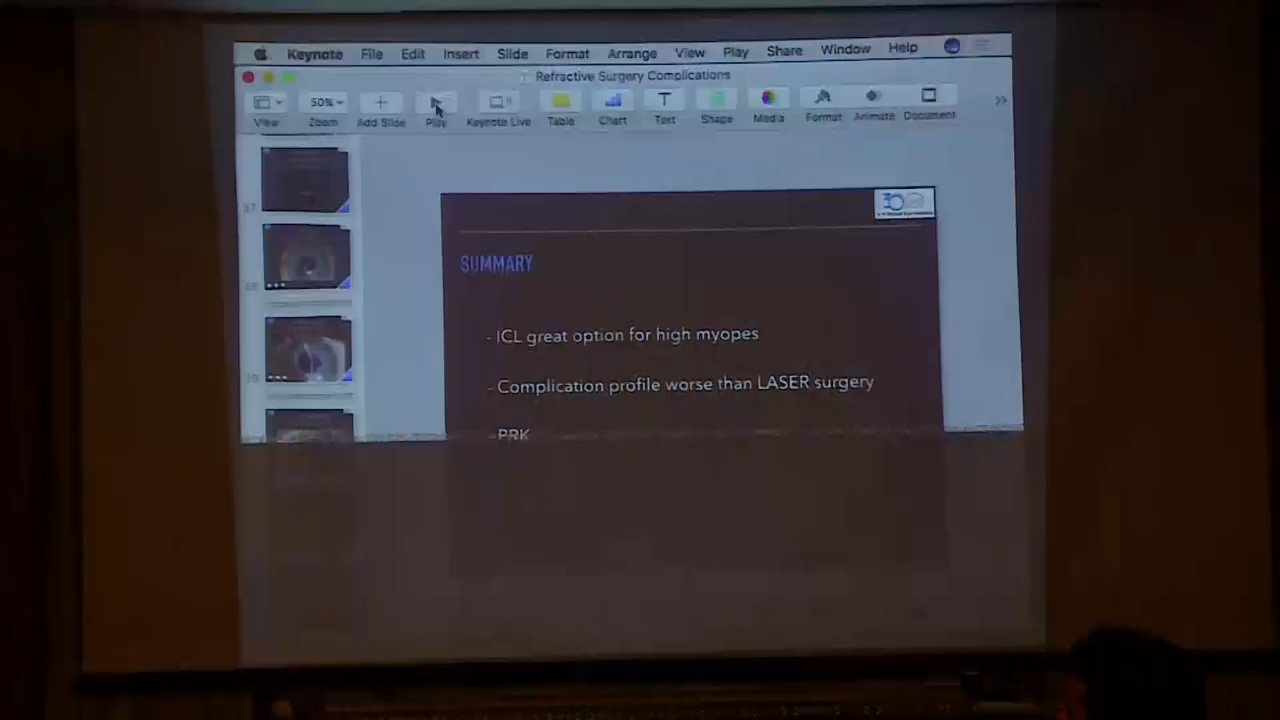 Keynote File Edit Insert Slide Format Arrange View Play Share Window Help
Refractive Surgery Complications
50%
View Zoom Add Slide Play Keynote Live Table Chart Text Shape Media Format Animate Document
SUMMARY
- ICL great option for high myopes
- Complication profile worse than LASER surgery
- PRK